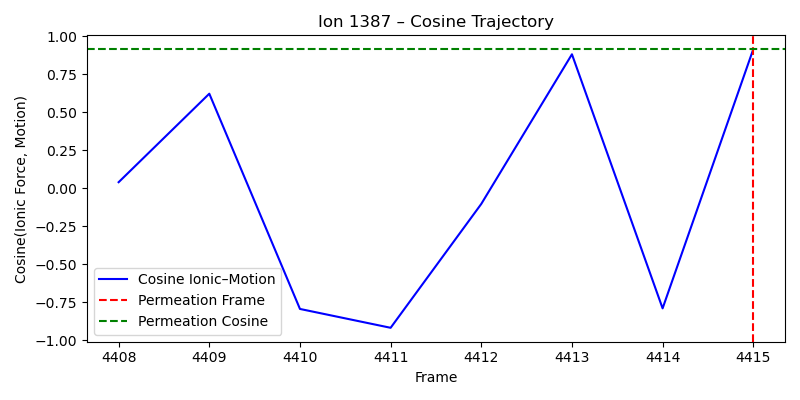 Ion 1387 – Cosine Trajectory
Cosine(Ionic Force, Motion)
1.00
0.75
0.50
0.25
0.00
−0.25
−0.50
−0.75
−1.00
Cosine Ionic–Motion
Permeation Frame
Permeation Cosine
4408 4409 4410 4411 4412 4413 4414 4415
Frame